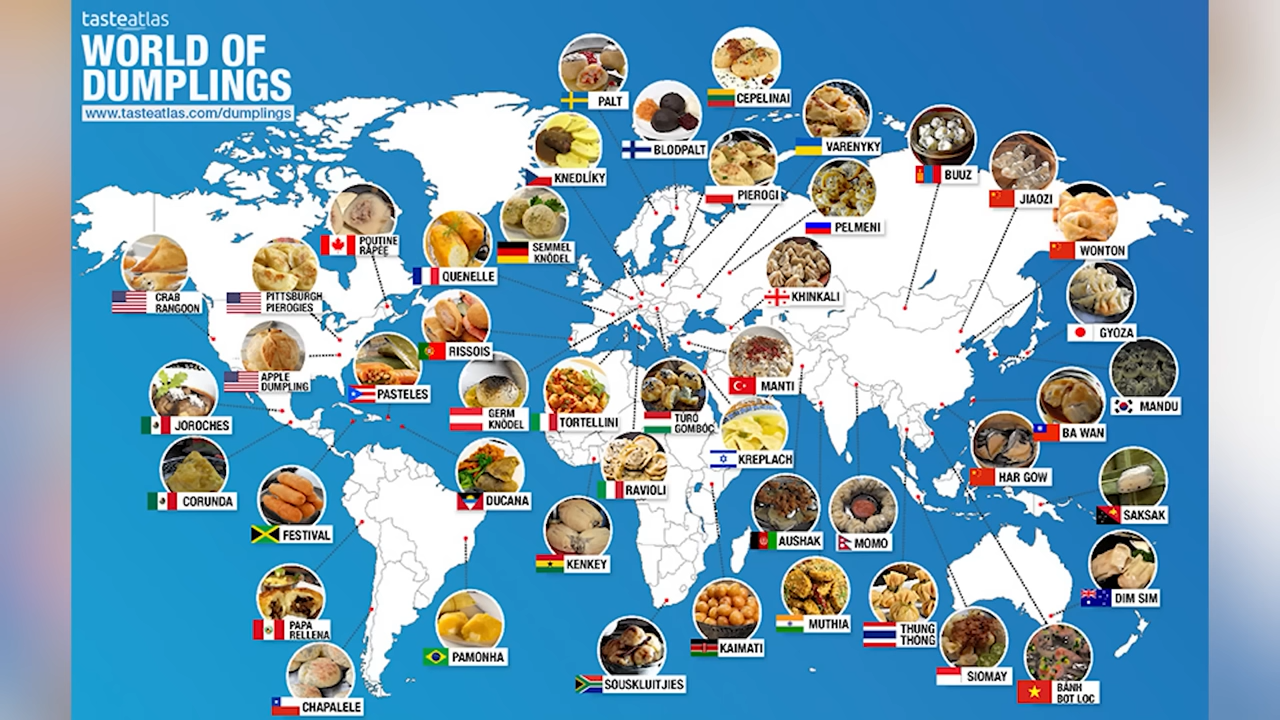 tasteatlas
WORLD OF
DUMPLINGS
www.tasteatlas.com/dumplings
PALT
CEPELINAI
BLODPALT
VARENYKY
KNEDLÍKY
PIEROGI
BUUZ
JIAOZI
PELMENI
POUTINE
RÂPÉE
SEMMEL
KNÖDEL
WONTON
QUENELLE
CRAB
RANGOON
PITTSBURGH
PIEROGIES
KHINKALI
GYOZA
RISSOIS
APPLE
DUMPLING
MANTI
PASTELES
MANDU
JOROCHES
GERM
KNÖDEL
TORTELLINI
TÚRÓ
GOMBÓC
BA WAN
KREPLACH
HAR GOW
CORUNDA
DUCANA
RAVIOLI
SAKSAK
FESTIVAL
KENKEY
AUSHAK
MOMO
DIM SIM
PAPA
RELLENA
PAMONHA
KAIMATI
MUTHIA
THUNG
THONG
SOUSKLUITJIES
SIOMAY
BÁNH
BOT LOC
CHAPALELE